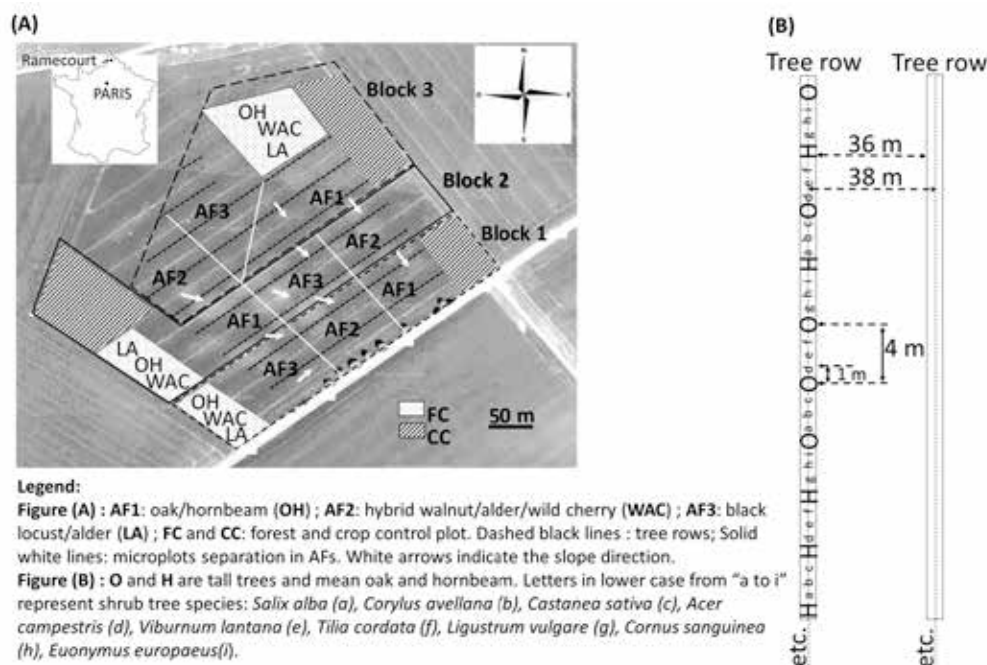 (A)
Ramecourt
PARIS
Block 3
OH
WAC
LA
Block 2
AF1
AF3
Block 1
AF2
AF2
AF3
AF1
AF1
AF2
AF3
LA
OH
WAC
OH
WAC
LA
FC
CC
50 m
(B)
Tree row Tree row
H a b c H d e f H g h i O a b c O d e f O g h i H a b c O d e f H g h i O
36 m
38 m
4 m
1 m
etc.
etc.
Legend:
Figure (A) : AF1: oak/hornbeam (OH) ; AF2: hybrid walnut/alder/wild cherry (WAC) ; AF3: black
locust/alder (LA) ; FC and CC: forest and crop control plot. Dashed black lines : tree rows; Solid
white lines: microplots separation in AFs. White arrows indicate the slope direction.
Figure (B) : O and H are tall trees and mean oak and hornbeam. Letters in lower case from “a to i”
represent shrub tree species: Salix alba (a), Corylus avellana (b), Castanea sativa (c), Acer
campestris (d), Viburnum lantana (e), Tilia cordata (f), Ligustrum vulgare (g), Cornus sanguinea
(h), Euonymus europaeus(i).